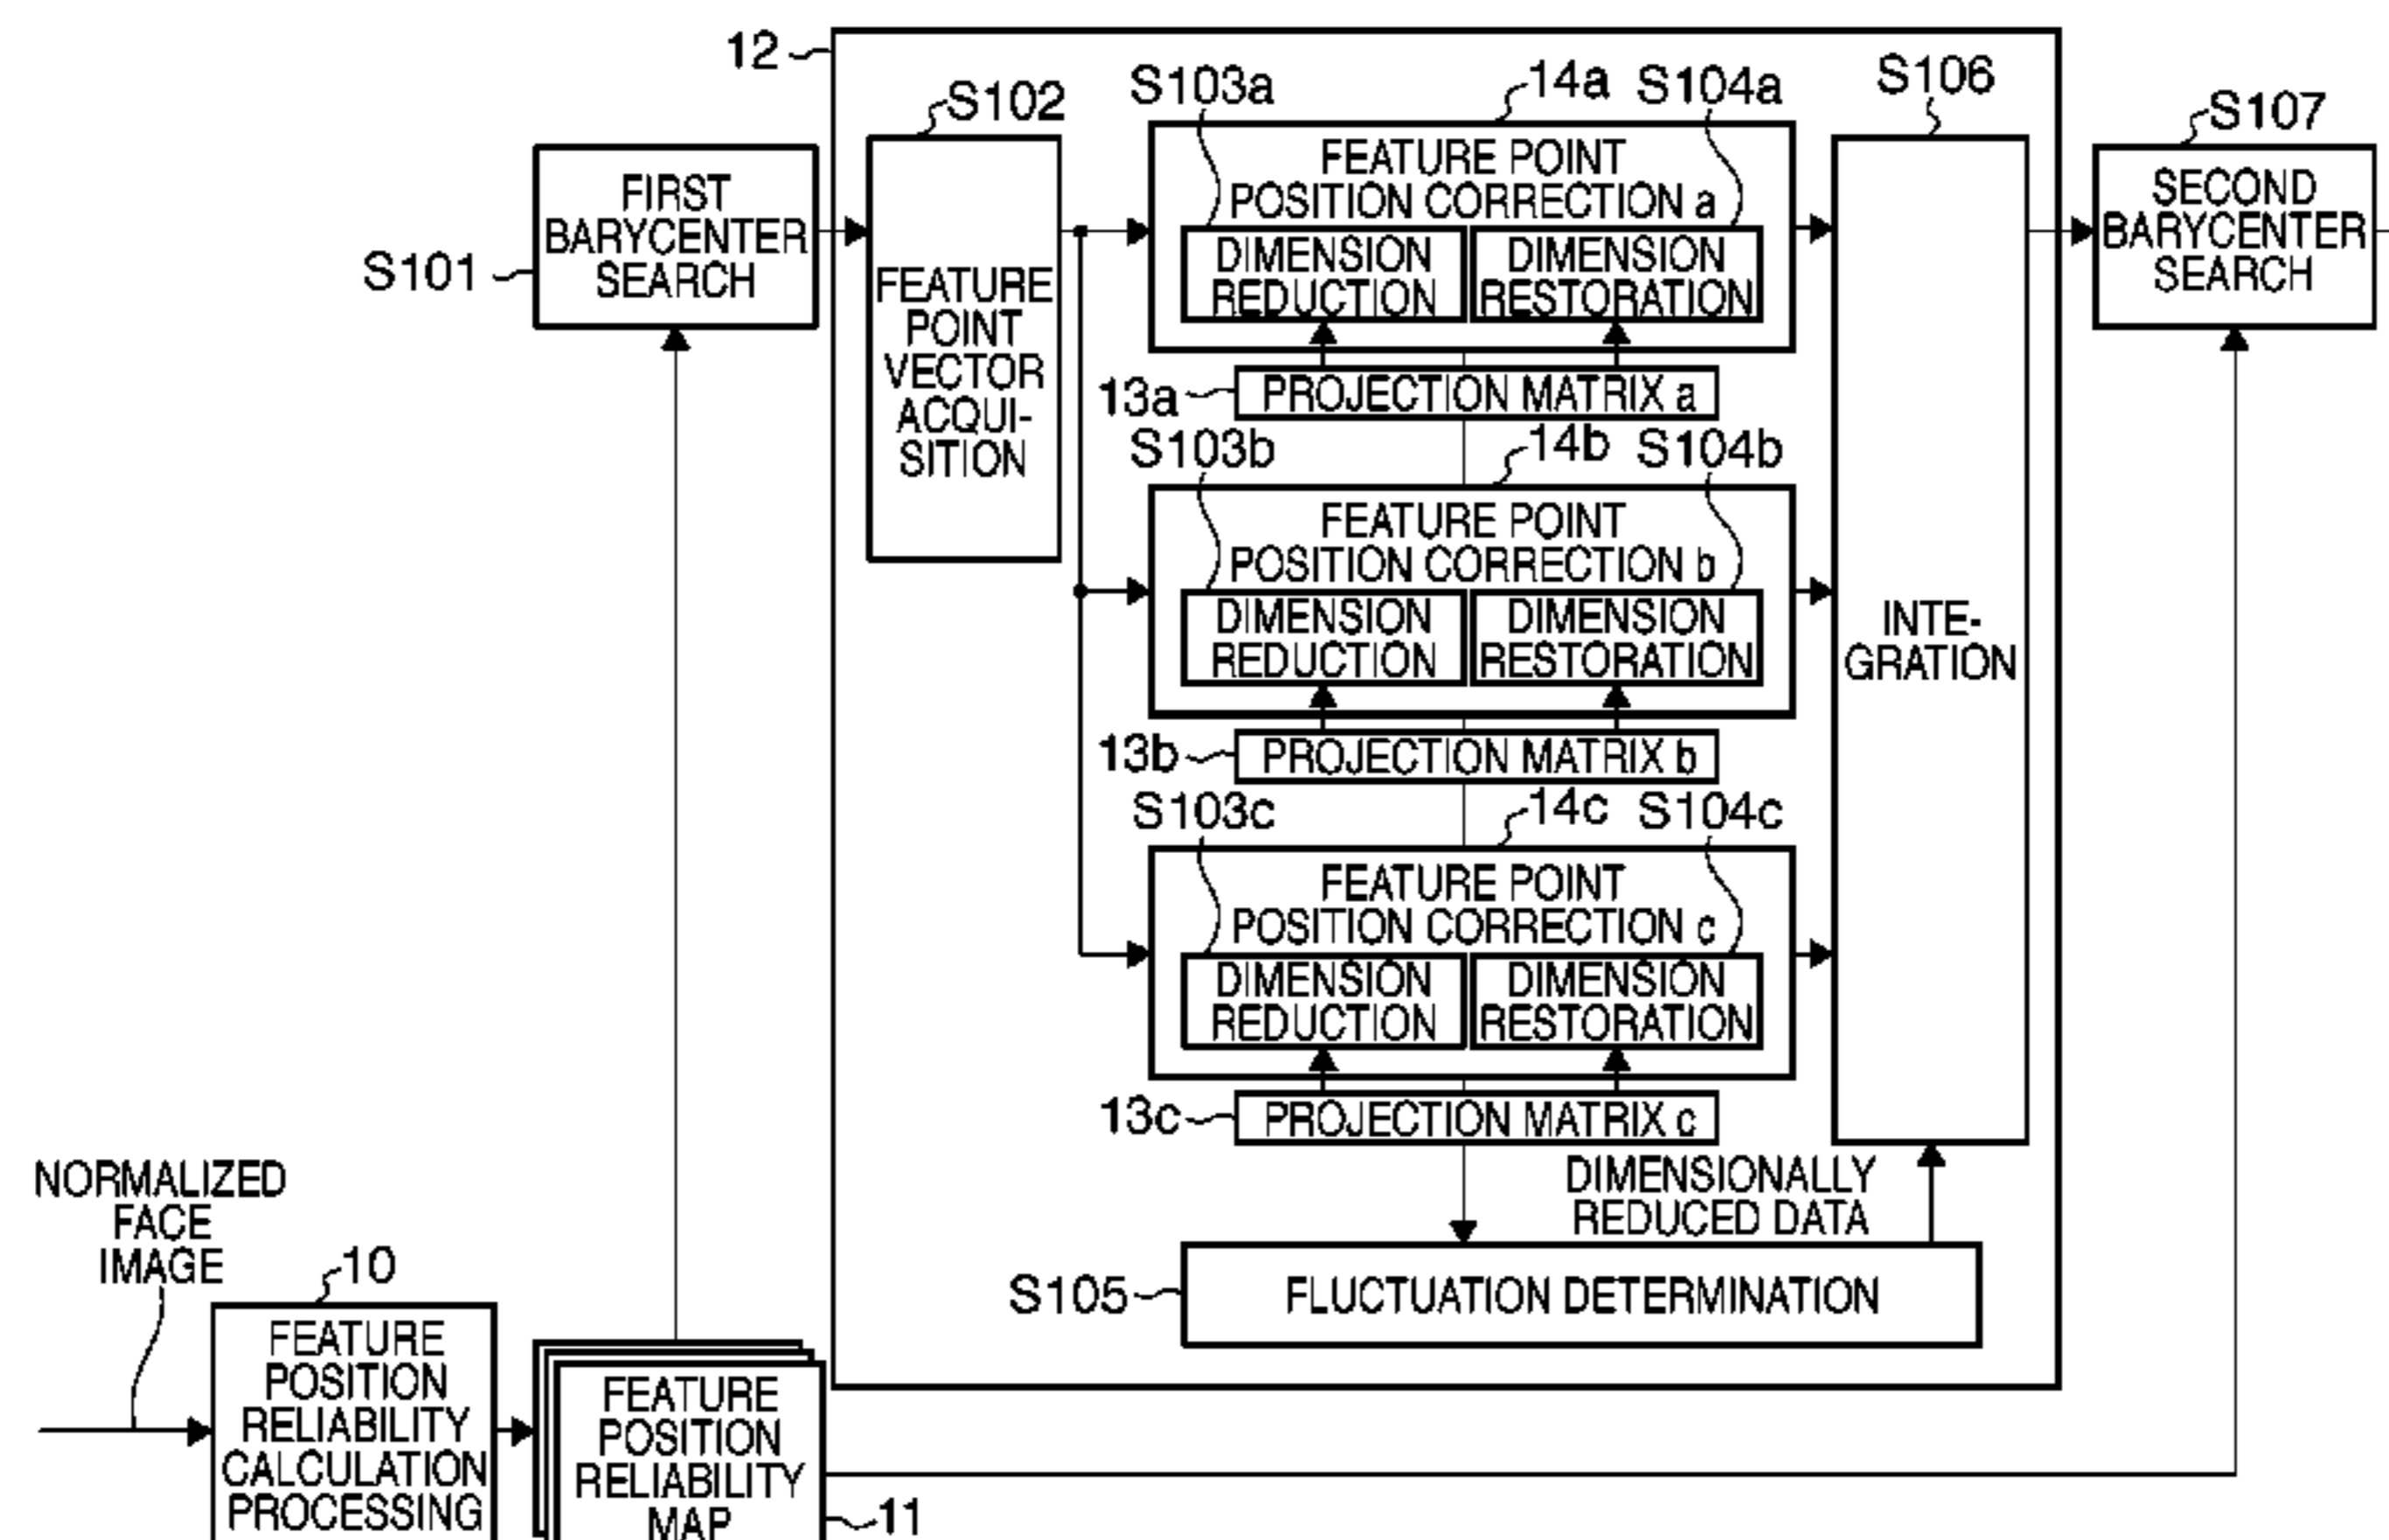 12
S102
S103a
14a
S104a
S106
S107
FIRST
BARYCENTER
SEARCH
S101
FEATURE
POINT
VECTOR
ACQUI-
SITION
FEATURE POINT
POSITION CORRECTION a
DIMENSION
REDUCTION
DIMENSION
RESTORATION
13a
PROJECTION MATRIX a
S103b
14b
S104b
FEATURE POINT
POSITION CORRECTION b
DIMENSION
REDUCTION
DIMENSION
RESTORATION
13b
PROJECTION MATRIX b
S103c
14c
S104c
FEATURE POINT
POSITION CORRECTION c
DIMENSION
REDUCTION
DIMENSION
RESTORATION
13c
PROJECTION MATRIX c
INTE-
GRATION
SECOND
BARYCENTER
SEARCH
DIMENSIONALLY
REDUCED DATA
S105
FLUCTUATION DETERMINATION
NORMALIZED
FACE
IMAGE
10
FEATURE
POSITION
RELIABILITY
CALCULATION
PROCESSING
FEATURE
POSITION
RELIABILITY
MAP
11